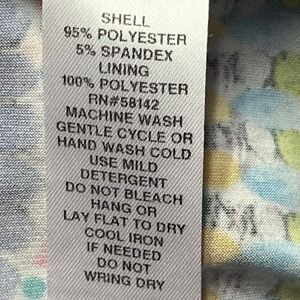 SHELL
95% POLYESTER
5% SPANDEX
LINING
100% POLYESTER
RN#58142
MACHINE WASH
GENTLE CYCLE OR
HAND WASH COLD
USE MILD
DETERGENT
DO NOT BLEACH
HANG OR
LAY FLAT TO DRY
COOL IRON
IF NEEDED
DO NOT
WRING DRY